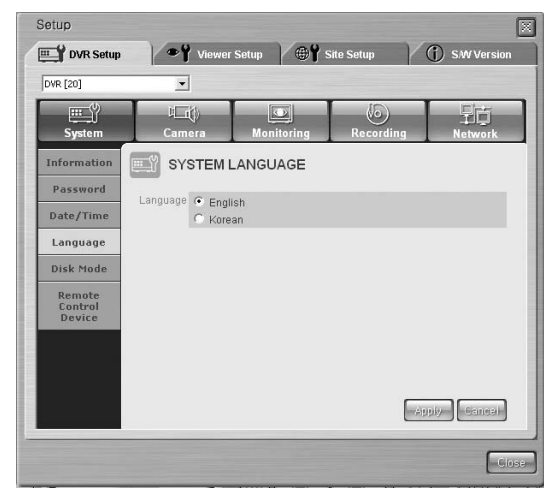 Setup
DVR Setup
Viewer Setup
Site Setup
S/W Version
DVR [20]
System
Camera
Monitoring
Recording
Network
Information
Password
Date/Time
Language
Disk Mode
Remote
Control
Device
SYSTEM LANGUAGE
Language
English
Korean
Apply
Cancel
Close